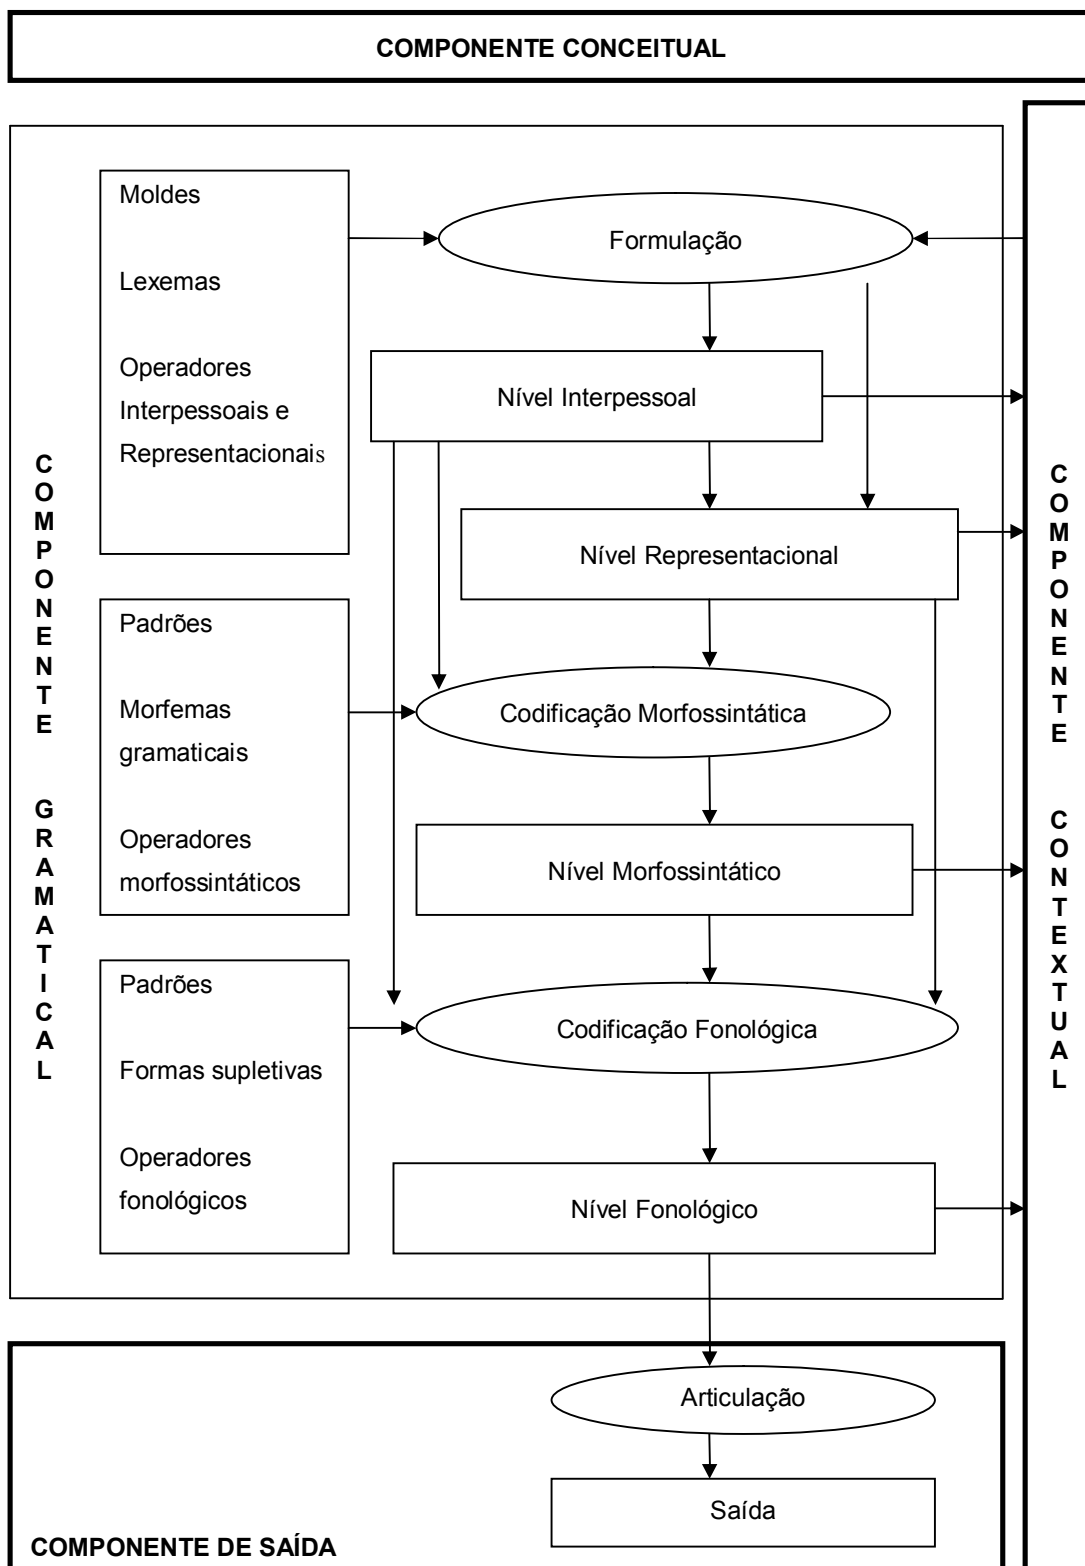 COMPONENTE CONCEITUAL
Moldes
Formulação
Lexemas
Operadores
Interpessoais e
Representacionais
Nível Interpessoal
COMPONENTE GRAMATICAL
COMPONENTE CONTEXTUAL
Nível Representacional
Padrões
Morfemas
gramaticais
Codificação Morfossintática
Operadores
morfossintáticos
Nível Morfossintático
Padrões
Formas supletivas
Codificação Fonológica
Operadores
fonológicos
Nível Fonológico
Articulação
Saída
COMPONENTE DE SAÍDA